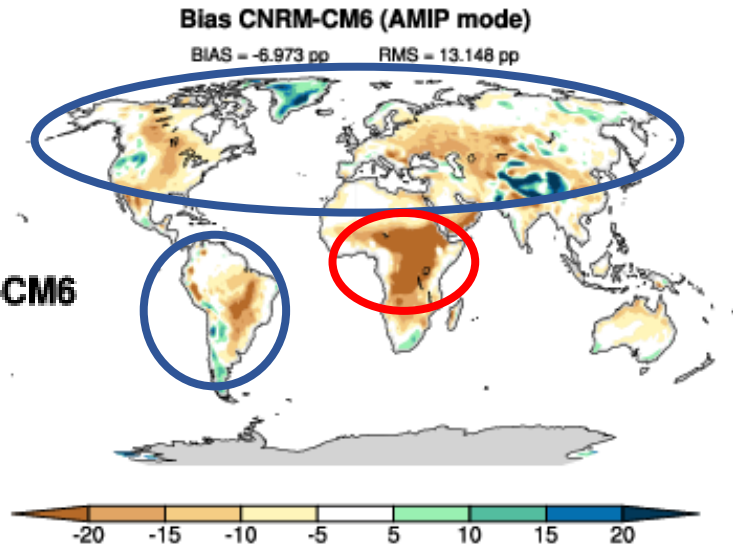 Bias CNRM-CM6 (AMIP mode)
BIAS = -6.973 pp RMS = 13.148 pp
CM6
-20 -15 -10 -5 5 10 15 20